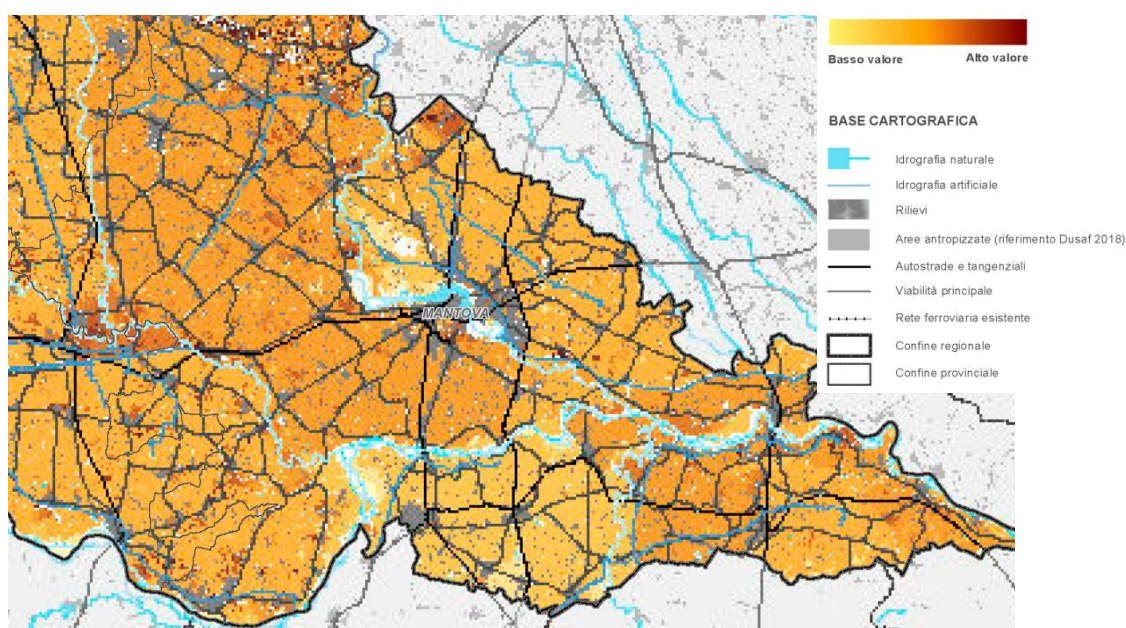 Basso valore Alto valore
BASE CARTOGRAFICA
Idrografia naturale
Idrografia artificiale
Rilievi
Aree antropizzate (riferimento Dusaf 2018)
Autostrade e tangenziali
Viabilità principale
Rete ferroviaria esistente
Confine regionale
Confine provinciale
MANTOVA